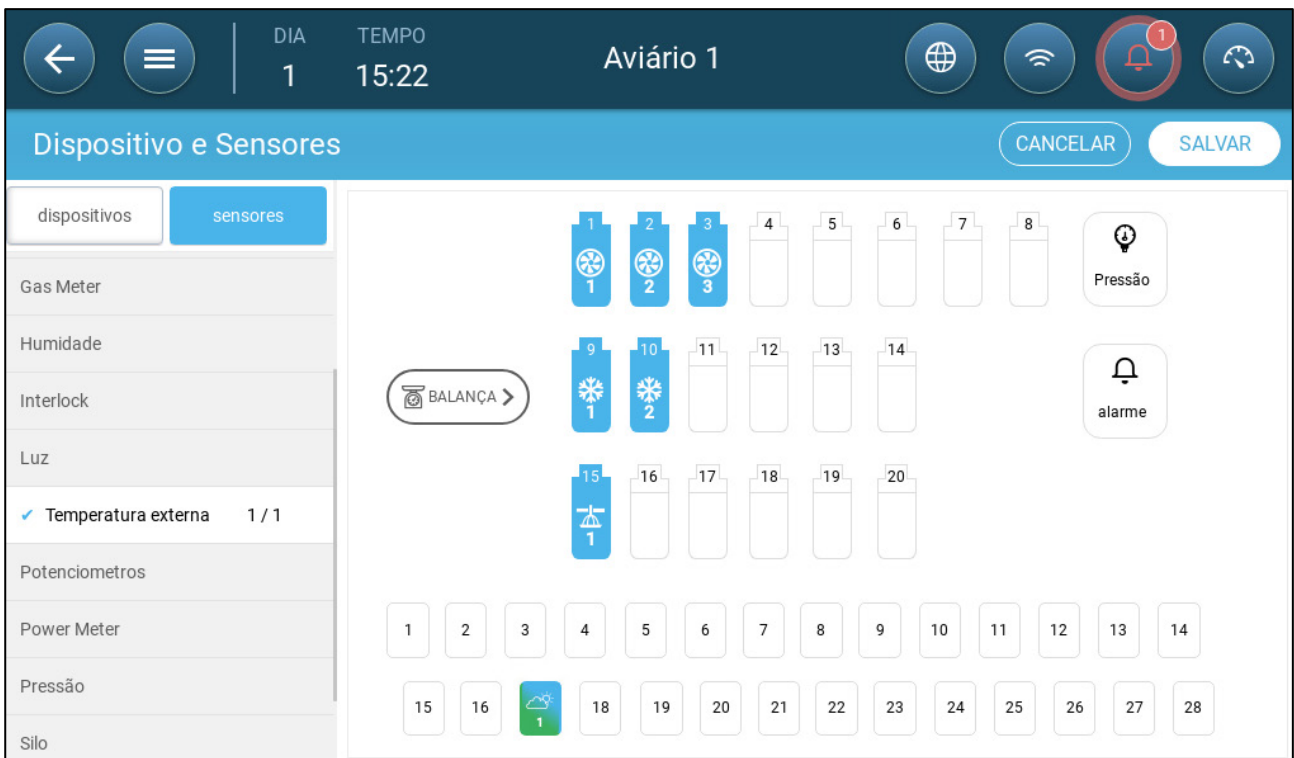 DIA TEMPO
1 15:22 Aviário 1 1
Dispositivo e Sensores CANCELAR SALVAR
dispositivos sensores
Gas Meter
Humidade
Interlock
Luz
✔ Temperatura externa 1 / 1
Potenciometros
Power Meter
Pressão
Silo
1 2 3 4 5 6 7 8
1 2 3
Pressão
9 10 11 12 13 14
1 2
BALANÇA
alarme
15 16 17 18 19 20
1
1 2 3 4 5 6 7 8 9 10 11 12 13 14
15 16 1 18 19 20 21 22 23 24 25 26 27 28